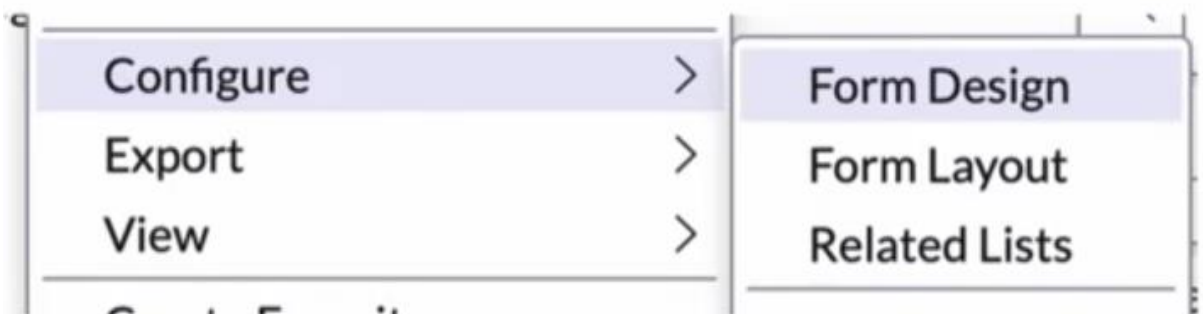 Configure
Export
View
Form Design
Form Layout
Related Lists